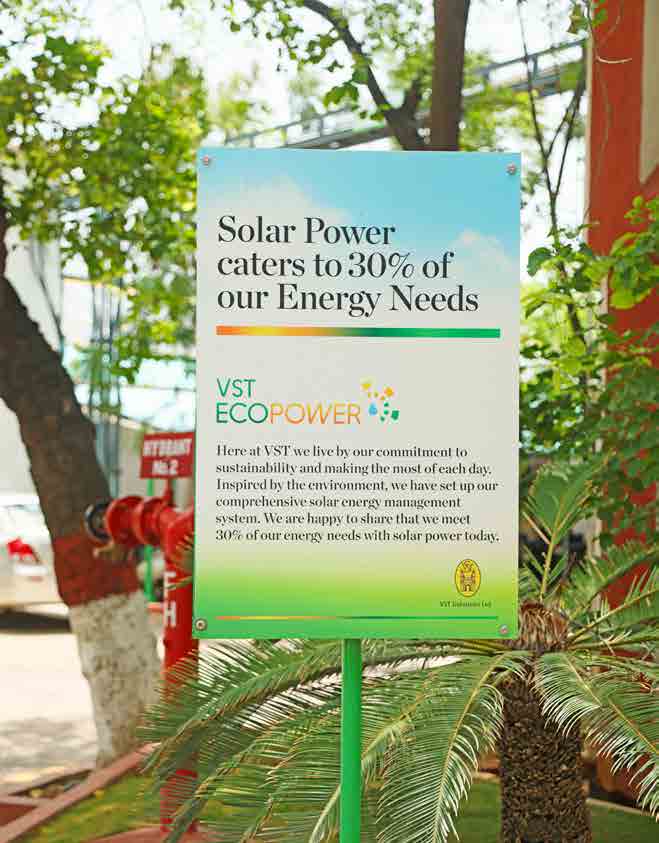 Solar Power
caters to 30% of
our Energy Needs
VST
ECOPOWER
Here at VST we live by our commitment to
sustainability and making the most of each day.
Inspired by the environment, we have set up our
comprehensive solar energy management
system. We are happy to share that we meet
30% of our energy needs with solar power today.
VST Industries Ltd
HYDRANT
No.2
H